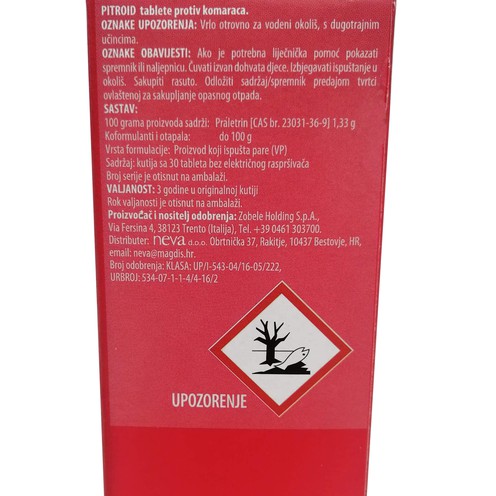 PITROID tablete protiv komaraca.
OZNAKE UPOZORENJA: Vrlo otrovno za vodeni okoliš, s dugotrajnim
učincima.
OZNAKE OBAVIJESTI: Ako je potrebna liječnička pomoć pokazati
spremnik ili naljepnicu. Čuvati izvan dohvata djece. Izbjegavati ispuštanje u
okoliš. Sakupiti rasuto. Odložiti sadržaj/spremnik predajom tvrtci
ovlaštenoj za sakupljanje opasnog otpada.
SASTAV:
100 grama proizvoda sadrži: Praletrin [CAS br. 23031-36-9] 1,33 g
Koformulanti i otapala: do 100 g
Vrsta formulacije: Proizvod koji ispušta pare (VP)
Sadržaj: kutija sa 30 tableta bez električnog raspršivača
Broj serije je otisnut na ambalaži.
VALJANOST: 3 godine u originalnoj kutiji
Rok valjanosti je otisnut na ambalaži.
Proizvođač i nositelj odobrenja: Zobele Holding S.p.A.,
Via Fersina 4, 38123 Trento (Italija), Tel. +39 0461 303700.
Distributer: neva d.o.o. Obrtnička 37, Rakitje, 10437 Bestovje, HR,
email: neva@magdis.hr.
Broj odobrenja: KLASA: UP/I-543-04/16-05/222,
URBROJ: 534-07-1-1-4/4-16/2
UPOZORENJE